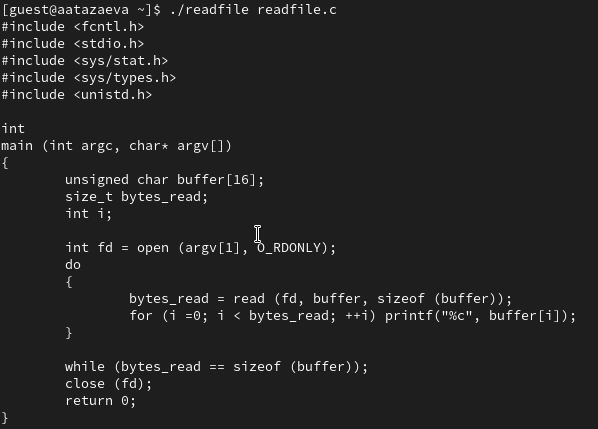 [guest@aatazaeva ~]$ ./readfile readfile.c
#include <fcntl.h>
#include <stdio.h>
#include <sys/stat.h>
#include <sys/types.h>
#include <unistd.h>

int
main (int argc, char* argv[])
{
        unsigned char buffer[16];
        size_t bytes_read;
        int i;

        int fd = open (argv[1], O_RDONLY);
        do
        {
                bytes_read = read (fd, buffer, sizeof (buffer));
                for (i =0; i < bytes_read; ++i) printf("%c", buffer[i]);
        }

        while (bytes_read == sizeof (buffer));
        close (fd);
        return 0;
}